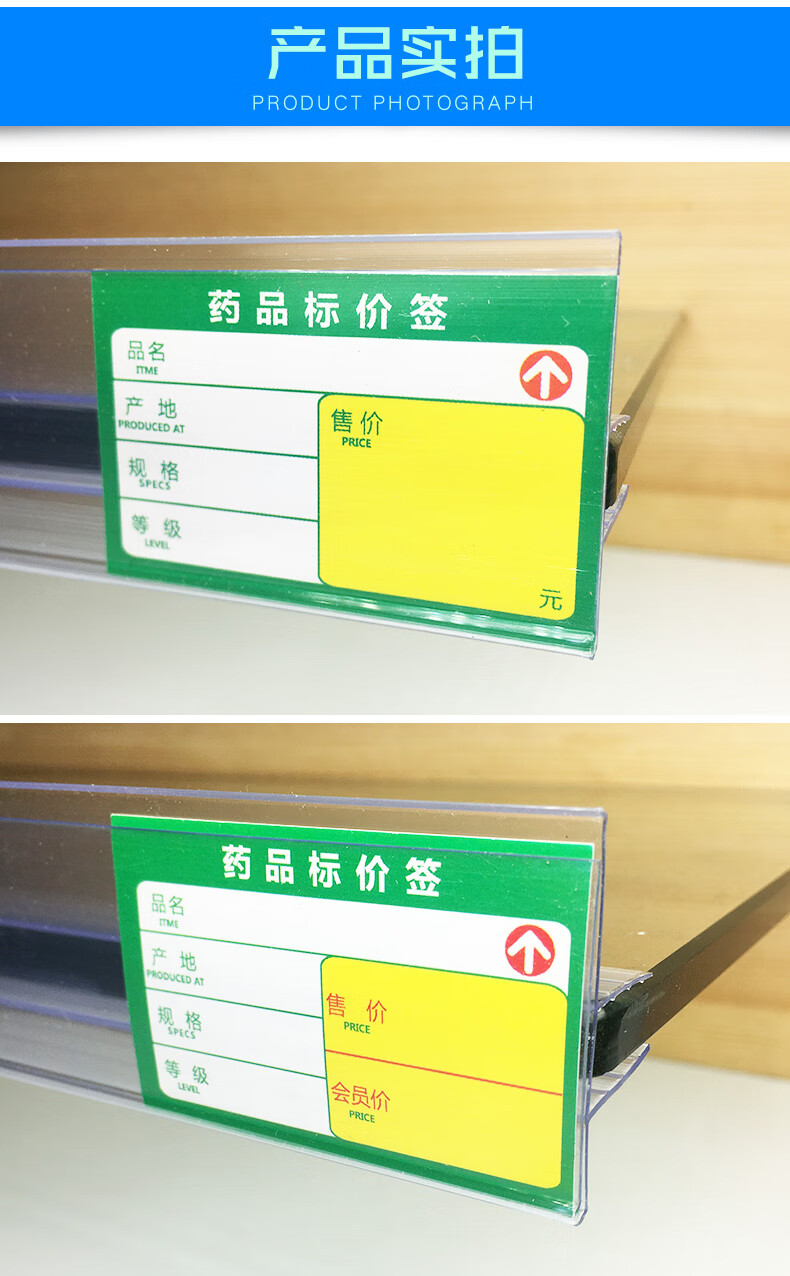 产品实拍
PRODUCT PHOTOGRAPH
药品标价签
品名
ITME
产地
PRODUCED AT
规格
SPECS
等级
LEVEL
售价
PRICE
元
药品标价签
品名
ITME
产地
PRODUCED AT
规格
SPECS
等级
LEVEL
售价
PRICE
会员价
PRICE